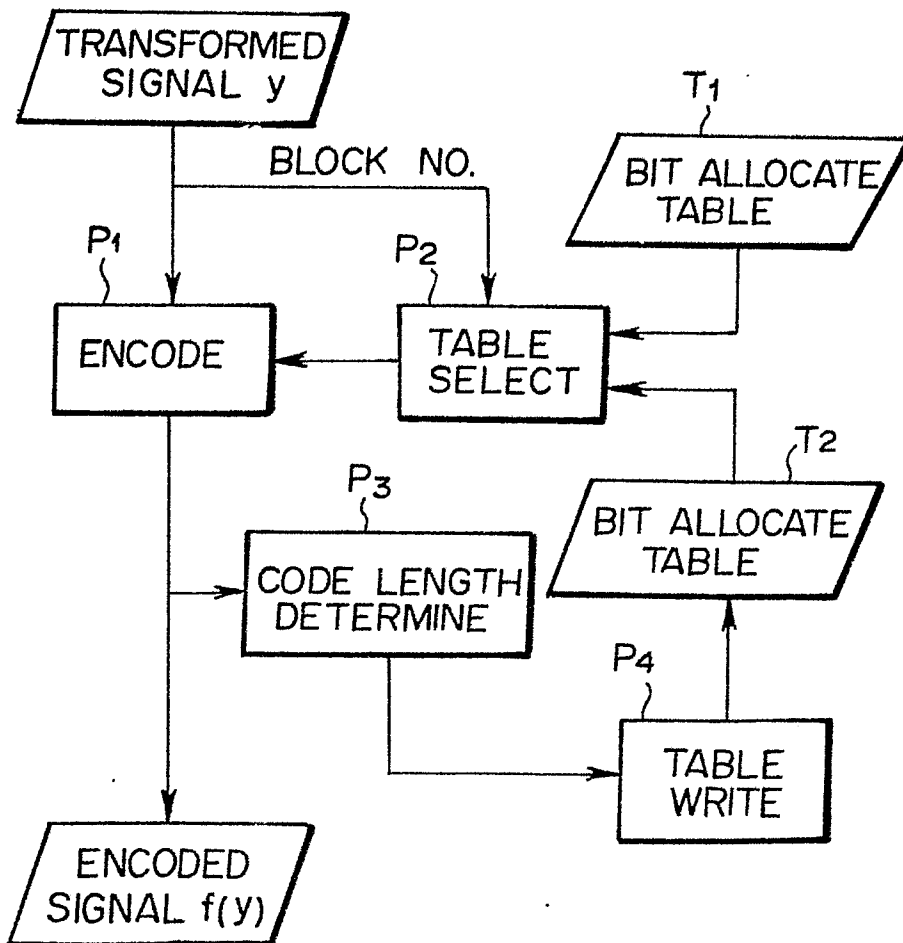 TRANSFORMED
SIGNAL y
BLOCK NO.
T1
BIT ALLOCATE
TABLE
P1
ENCODE
P2
TABLE
SELECT
T2
BIT ALLOCATE
TABLE
P3
CODE LENGTH
DETERMINE
P4
TABLE
WRITE
ENCODED
SIGNAL f(y)